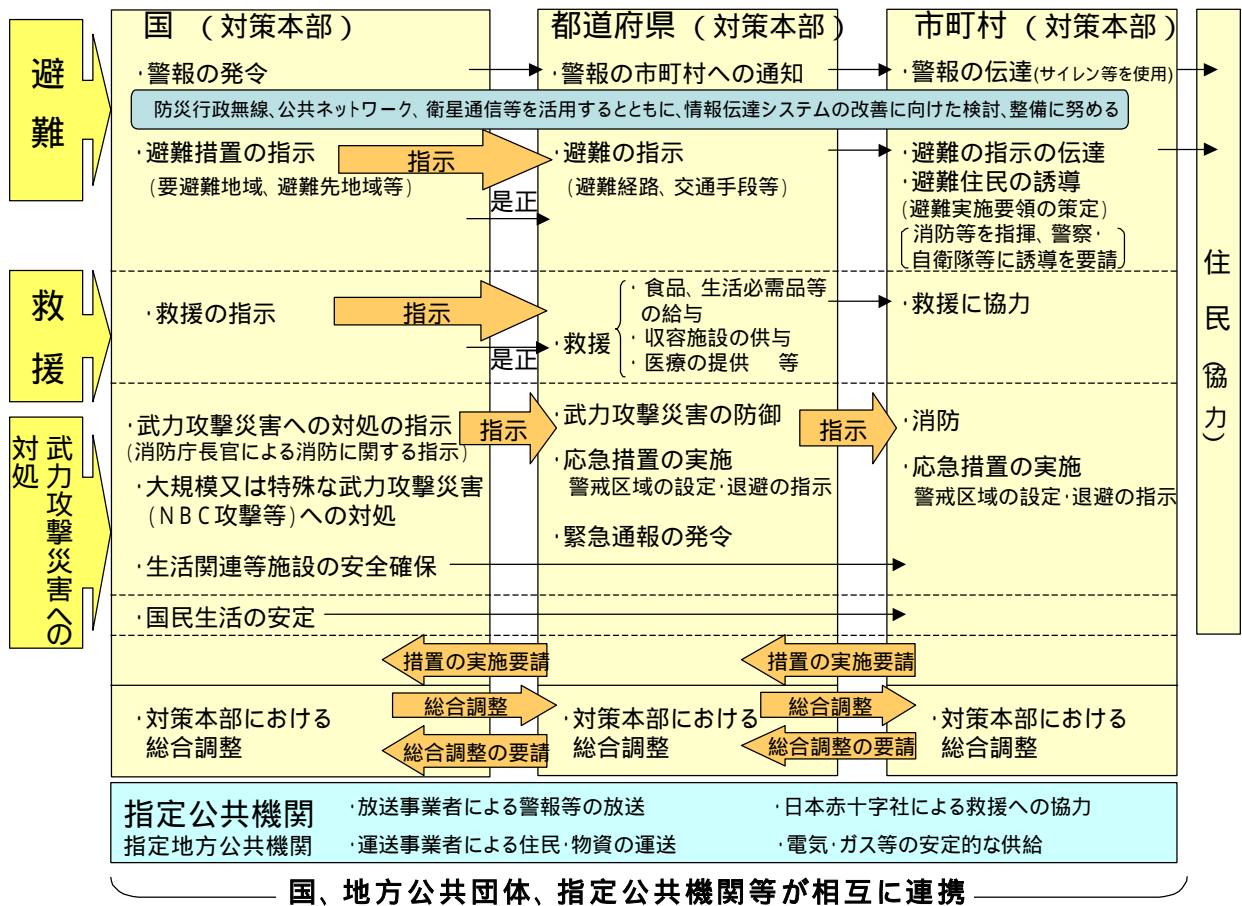 国 （対策本部）
都道府県（対策本部）
市町村（対策本部）
避難
・警報の発令
・警報の市町村への通知
・警報の伝達(サイレン等を使用)
防災行政無線、公共ネットワーク、衛星通信等を活用するとともに、情報伝達システムの改善に向けた検討、整備に努める
・避難措置の指示
(要避難地域、避難先地域等)
指示
是正
・避難の指示
(避難経路、交通手段等)
・避難の指示の伝達
・避難住民の誘導
(避難実施要領の策定)
消防等を指揮、警察・
自衛隊等に誘導を要請
住民（協力）
救援
・救援の指示
指示
是正
・救援
・食品、生活必需品等
の給与
・収容施設の供与
・医療の提供 等
・救援に協力
武力攻撃災害への
対処
・武力攻撃災害への対処の指示
(消防庁長官による消防に関する指示)
指示
・武力攻撃災害の防御
指示
・消防
・大規模又は特殊な武力攻撃災害
(NBC攻撃等)への対処
・応急措置の実施
警戒区域の設定・退避の指示
・応急措置の実施
警戒区域の設定・退避の指示
・緊急通報の発令
・生活関連等施設の安全確保
・国民生活の安定
措置の実施要請
措置の実施要請
・対策本部における
総合調整
総合調整
総合調整の要請
・対策本部における
総合調整
総合調整
総合調整の要請
・対策本部における
総合調整
指定公共機関
指定地方公共機関
・放送事業者による警報等の放送
・日本赤十字社による救援への協力
・運送事業者による住民・物資の運送
・電気・ガス等の安定的な供給
国、地方公共団体、指定公共機関等が相互に連携